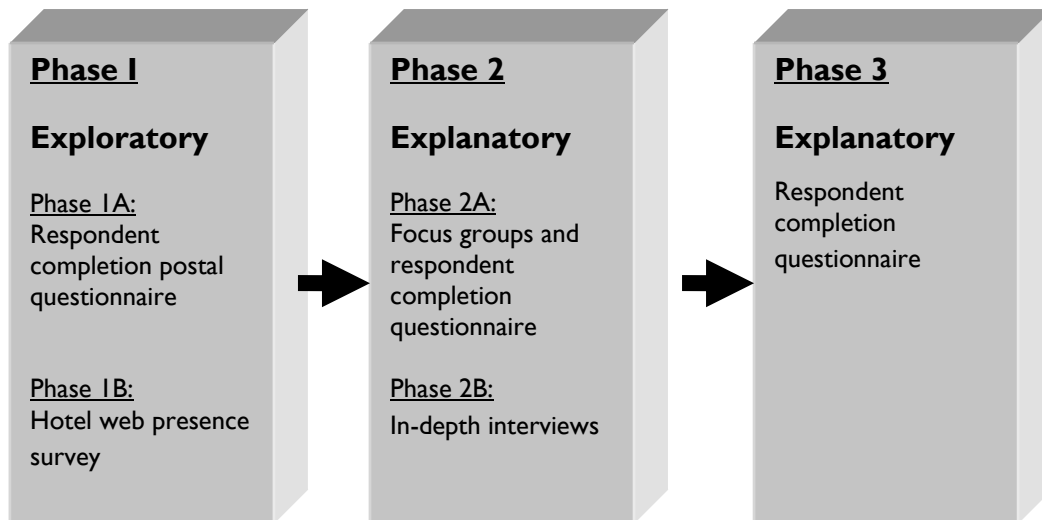 Phase 1
Exploratory
Phase 1A:
Respondent
completion postal
questionnaire
Phase 1B:
Hotel web presence
survey
Phase 2
Explanatory
Phase 2A:
Focus groups and
respondent
completion
questionnaire
Phase 2B:
In-depth interviews
Phase 3
Explanatory
Respondent
completion
questionnaire